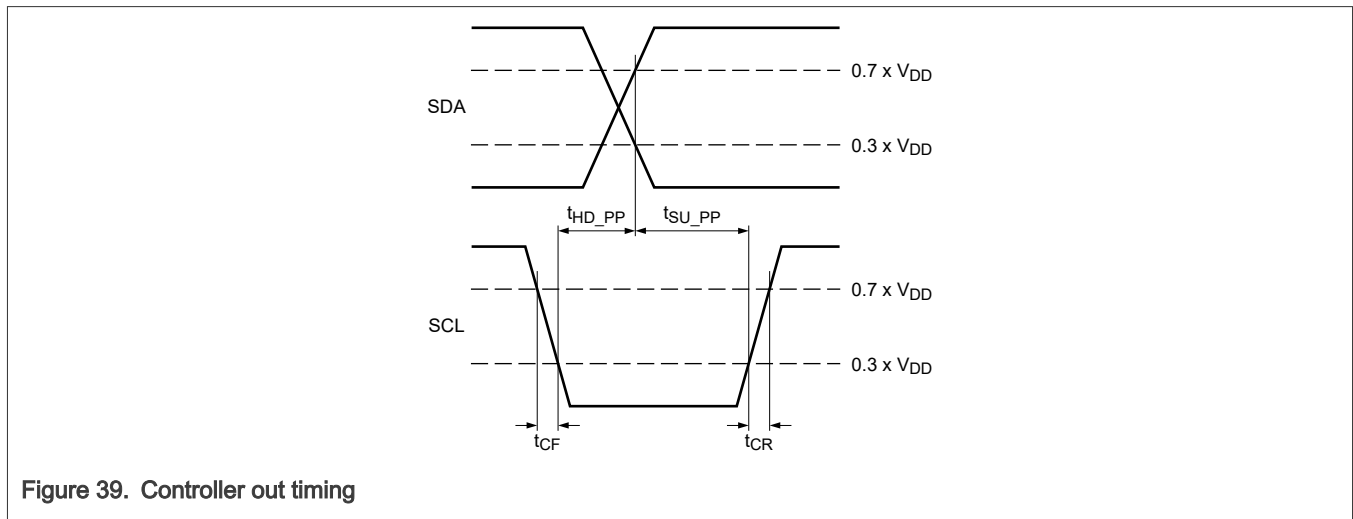 0.7 x VDD
SDA
0.3 x VDD
tHD_PP tSU_PP
0.7 x VDD
SCL
0.3 x VDD
tCF tCR
Figure 39. Controller out timing